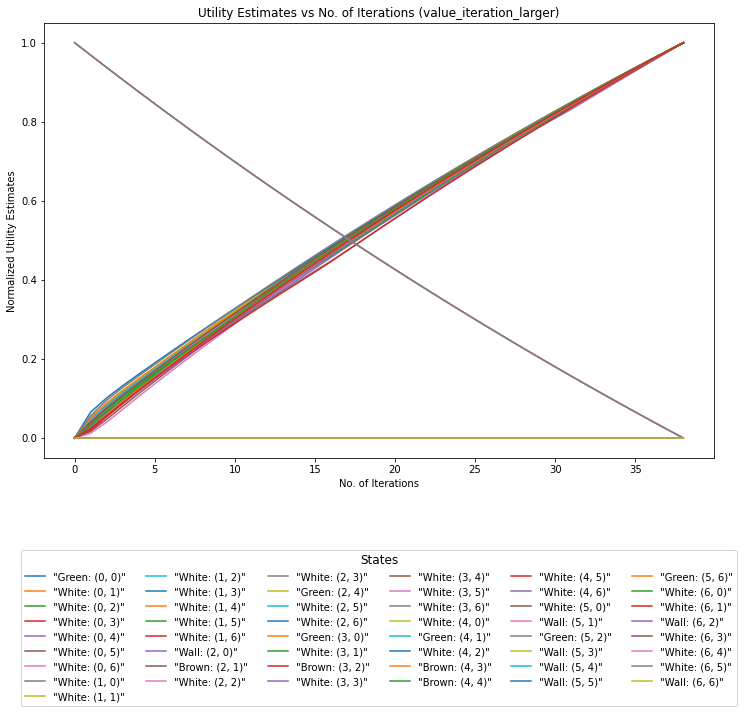 Utility Estimates vs No. of Iterations (value_iteration_larger)
1.0
0.8
0.6
0.4
0.2
0.0
Normalized Utility Estimates
0 5 10 15 20 25 30 35
No. of Iterations
States
"Green: (0, 0)" "White: (1, 2)" "White: (2, 3)" "White: (3, 4)" "White: (4, 5)" "Green: (5, 6)"
"White: (0, 1)" "White: (1, 3)" "Green: (2, 4)" "White: (3, 5)" "White: (4, 6)" "White: (6, 0)"
"White: (0, 2)" "White: (1, 4)" "White: (2, 5)" "White: (3, 6)" "White: (5, 0)" "White: (6, 1)"
"White: (0, 3)" "White: (1, 5)" "White: (2, 6)" "White: (4, 0)" "Wall: (5, 1)" "Wall: (6, 2)"
"White: (0, 4)" "White: (1, 6)" "Green: (3, 0)" "Green: (4, 1)" "Green: (5, 2)" "White: (6, 3)"
"White: (0, 5)" "Wall: (2, 0)" "White: (3, 1)" "White: (4, 2)" "Wall: (5, 3)" "White: (6, 4)"
"White: (0, 6)" "Brown: (2, 1)" "Brown: (3, 2)" "Brown: (4, 3)" "Wall: (5, 4)" "White: (6, 5)"
"White: (1, 0)" "White: (2, 2)" "White: (3, 3)" "Brown: (4, 4)" "Wall: (5, 5)" "Wall: (6, 6)"
"White: (1, 1)"